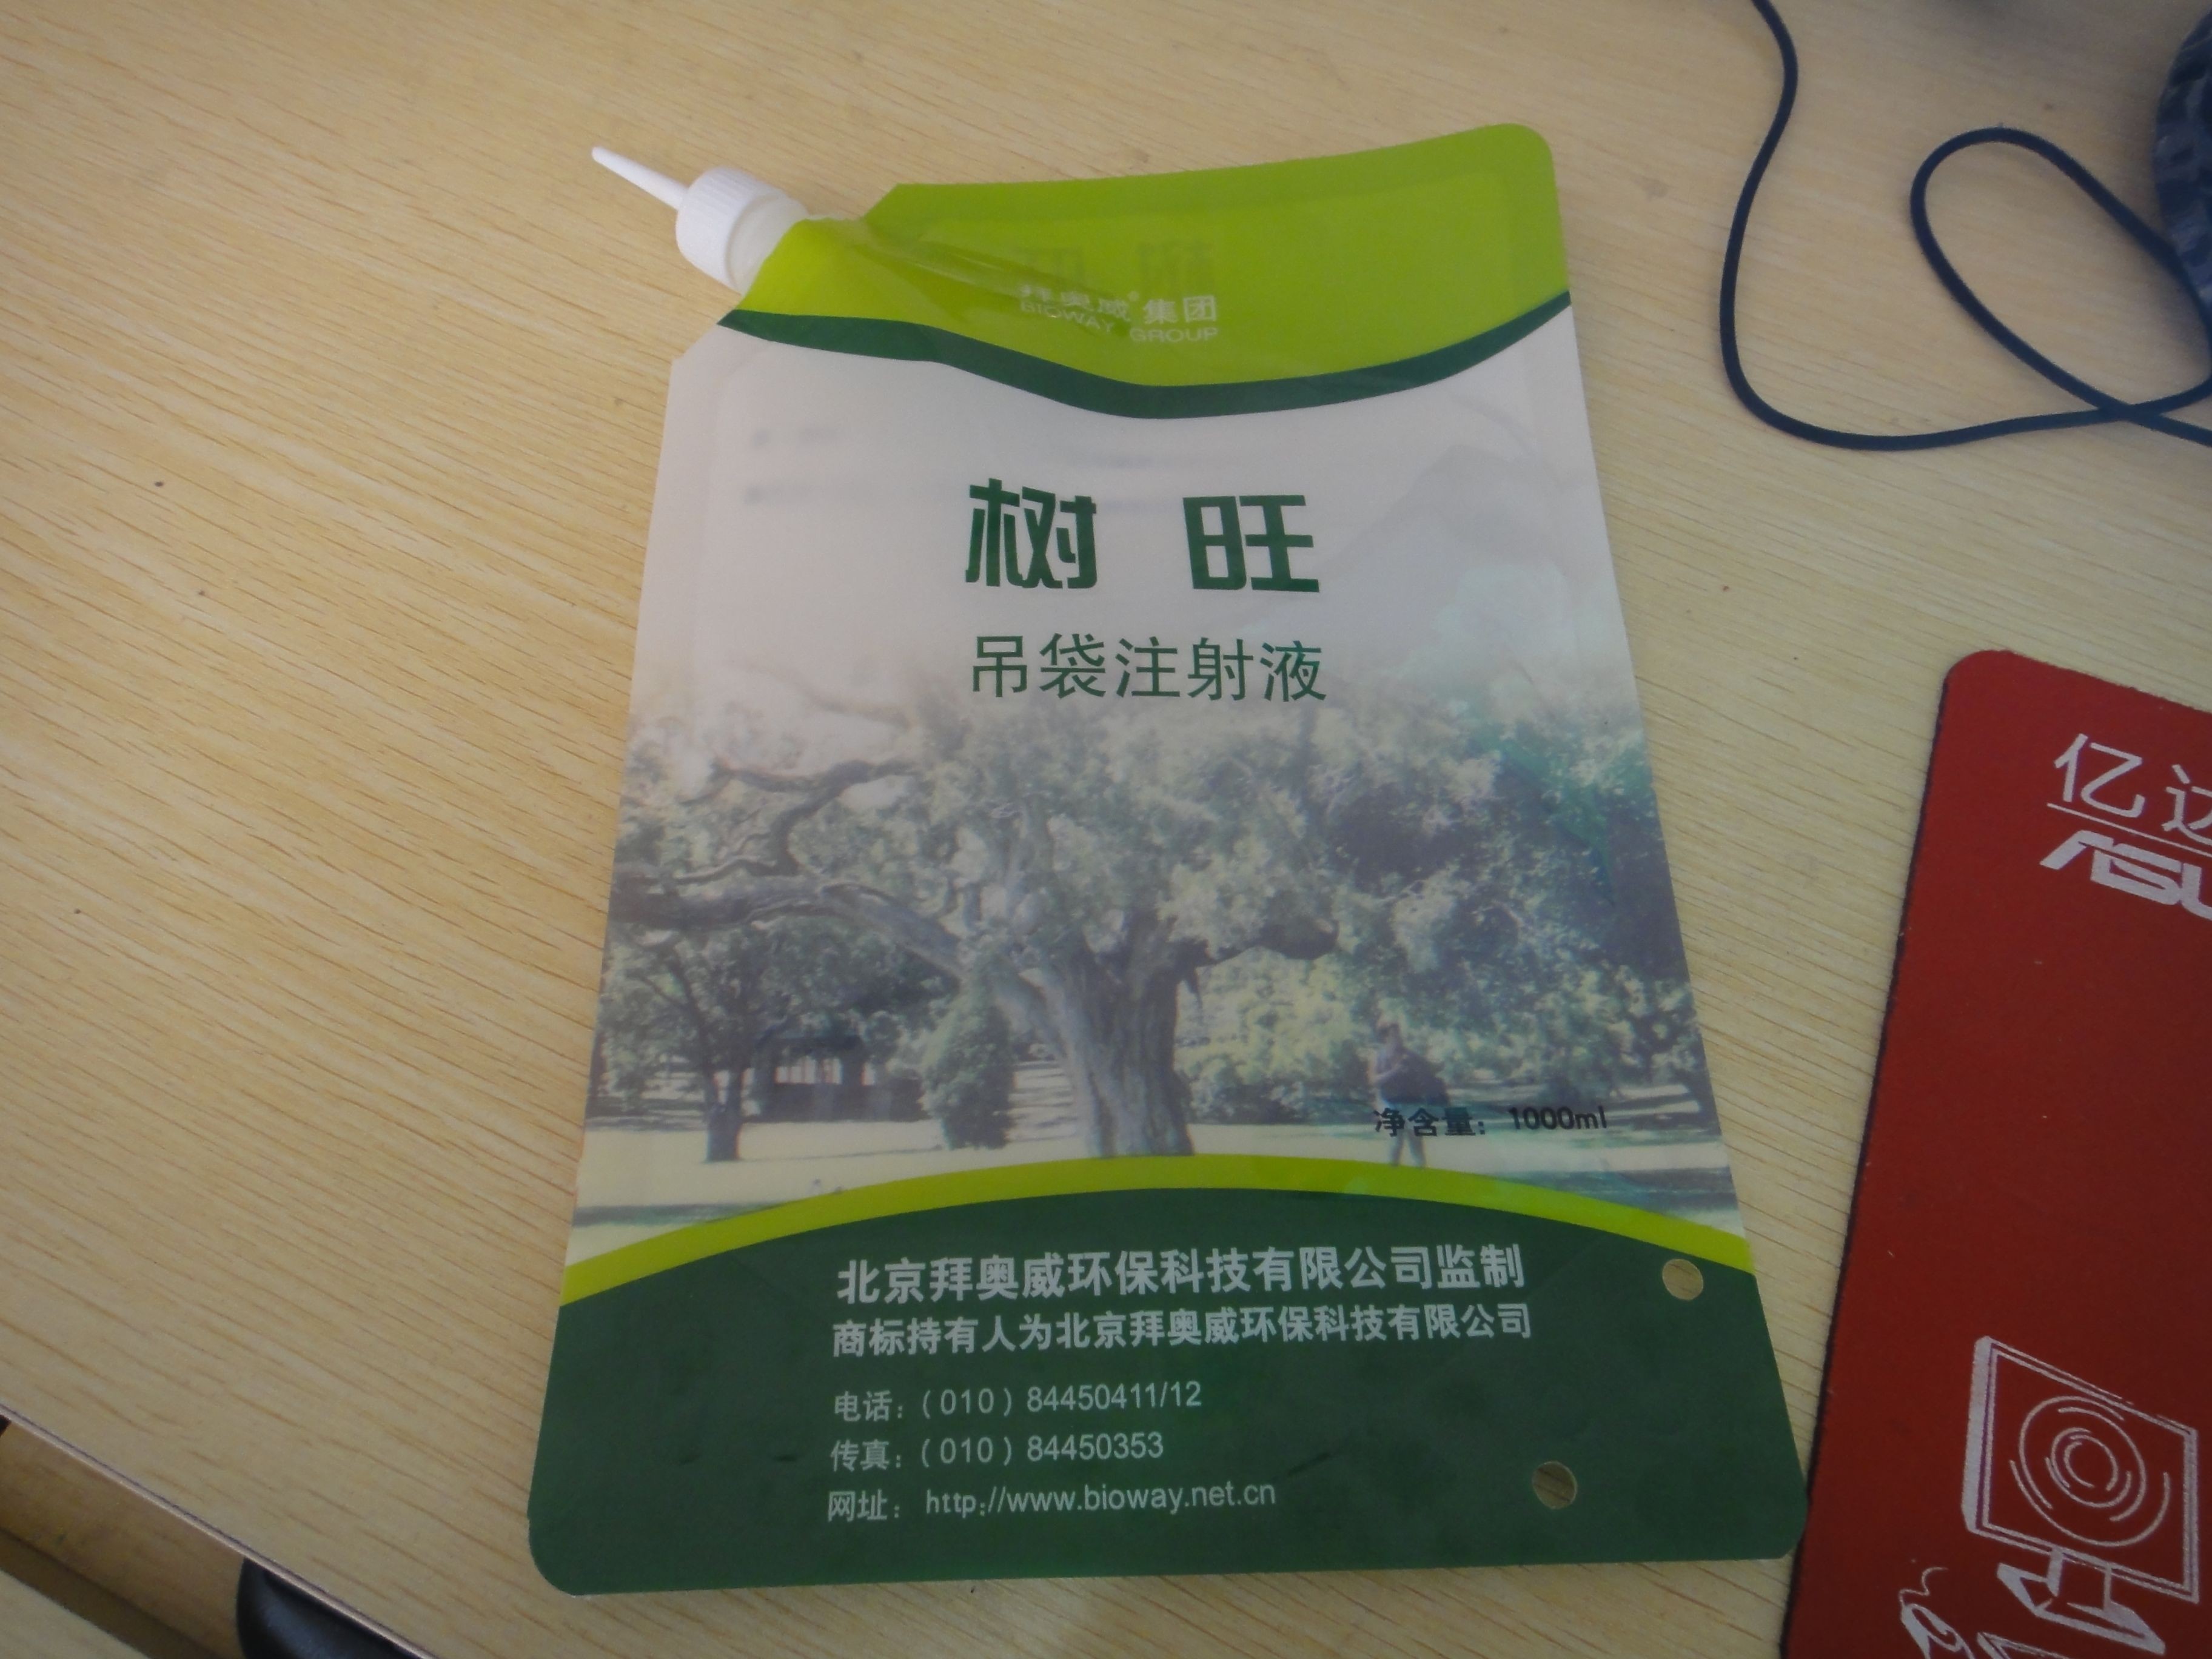 拜奥威®集团
BIOWAY GROUP
树 旺
吊袋注射液
净含量：1000ml
北京拜奥威环保科技有限公司监制
商标持有人为北京拜奥威环保科技有限公司
电话：（010）84450411/12
传真：（010）84450353
网址： http://www.bioway.net.cn
亿达
ASU